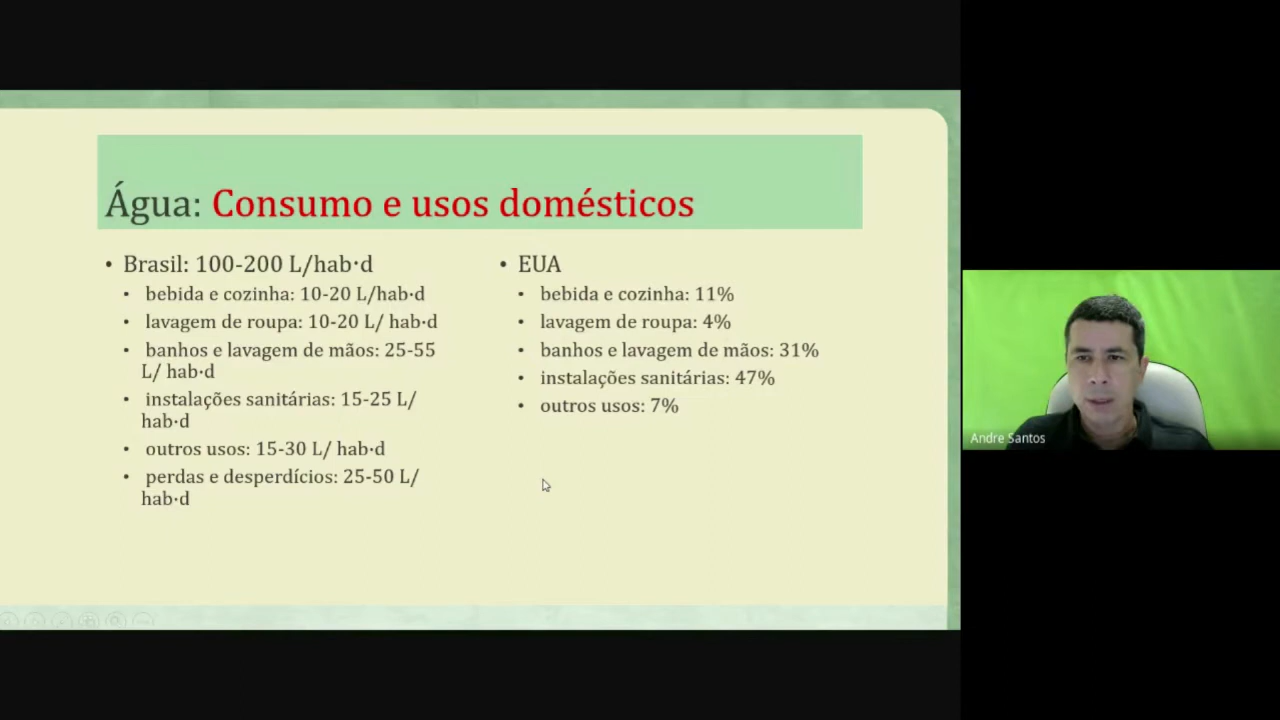 Água: Consumo e usos domésticos
• Brasil: 100-200 L/hab·d
• bebida e cozinha: 10-20 L/hab·d
• lavagem de roupa: 10-20 L/ hab·d
• banhos e lavagem de mãos: 25-55
L/ hab·d
• instalações sanitárias: 15-25 L/
hab·d
• outros usos: 15-30 L/ hab·d
• perdas e desperdícios: 25-50 L/
hab·d
• EUA
• bebida e cozinha: 11%
• lavagem de roupa: 4%
• banhos e lavagem de mãos: 31%
• instalações sanitárias: 47%
• outros usos: 7%
Andre Santos